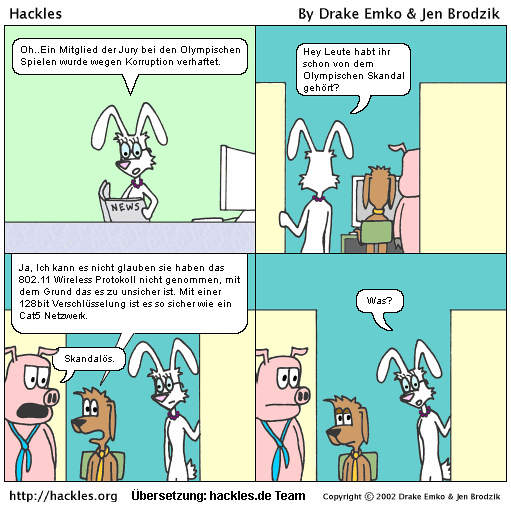 Hackles
By Drake Emko & Jen Brodzik
Oh..Ein Mitglied der Jury bei den Olympischen
Spielen wurde wegen Korruption verhaftet.
NEWS
Hey Leute habt ihr
schon von dem
Olympischen Skandal
gehört?
Ja, Ich kann es nicht glauben sie haben das
802.11 Wireless Protokoll nicht genommen, mit
dem Grund das es zu unsicher ist. Mit einer
128bit Verschlüsselung ist es so sicher wie ein
Cat5 Netzwerk.
Skandalös.
Was?
http://hackles.org
Übersetzung: hackles.de Team
Copyright © 2002 Drake Emko & Jen Brodzik